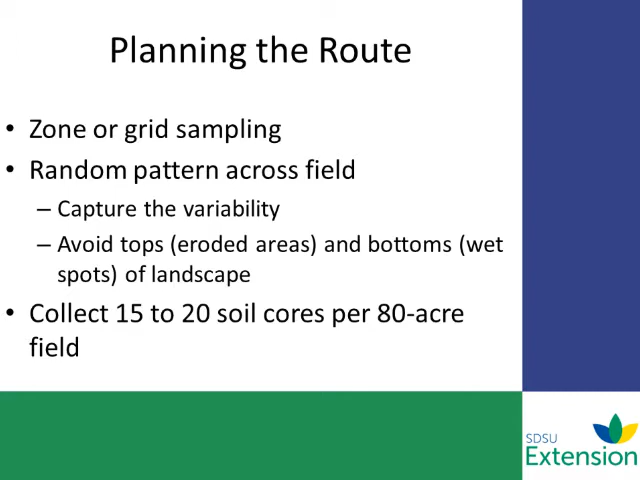 Planning the Route
• Zone or grid sampling
• Random pattern across field
– Capture the variability
– Avoid tops (eroded areas) and bottoms (wet
spots) of landscape
• Collect 15 to 20 soil cores per 80-acre
field
SDSU
Extension